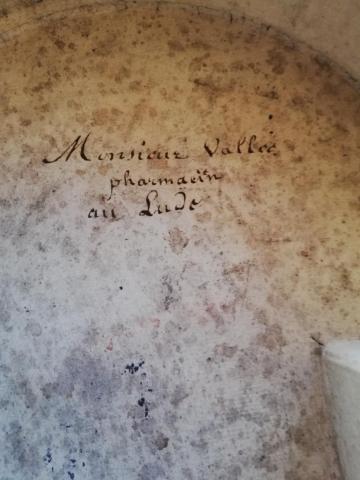 Monsieur Vallée
pharmacien
au Lude